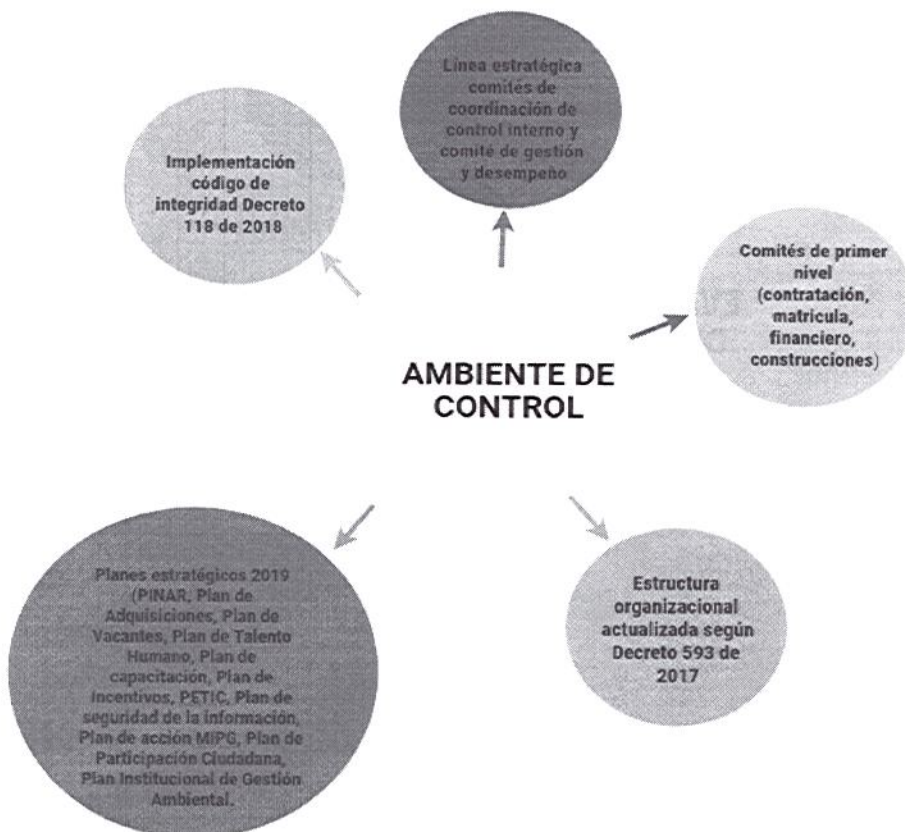 Línea estratégica
comités de
coordinación de
control interno y
comité de gestión
y desempeño
Implementación
código de
integridad Decreto
118 de 2018
Comités de primer
nivel
(contratación,
matricula,
financiero,
construcciones)
AMBIENTE DE
CONTROL
Planes estratégicos 2019
(PINAR, Plan de
Adquisiciones, Plan de
Vacantes, Plan de Talento
Humano, Plan de
capacitación, Plan de
Incentivos, PETIC, Plan de
seguridad de la información,
Plan de acción MIPG, Plan de
Participación Ciudadana,
Plan Institucional de Gestión
Ambiental.
Estructura
organizacional
actualizada según
Decreto 593 de
2017